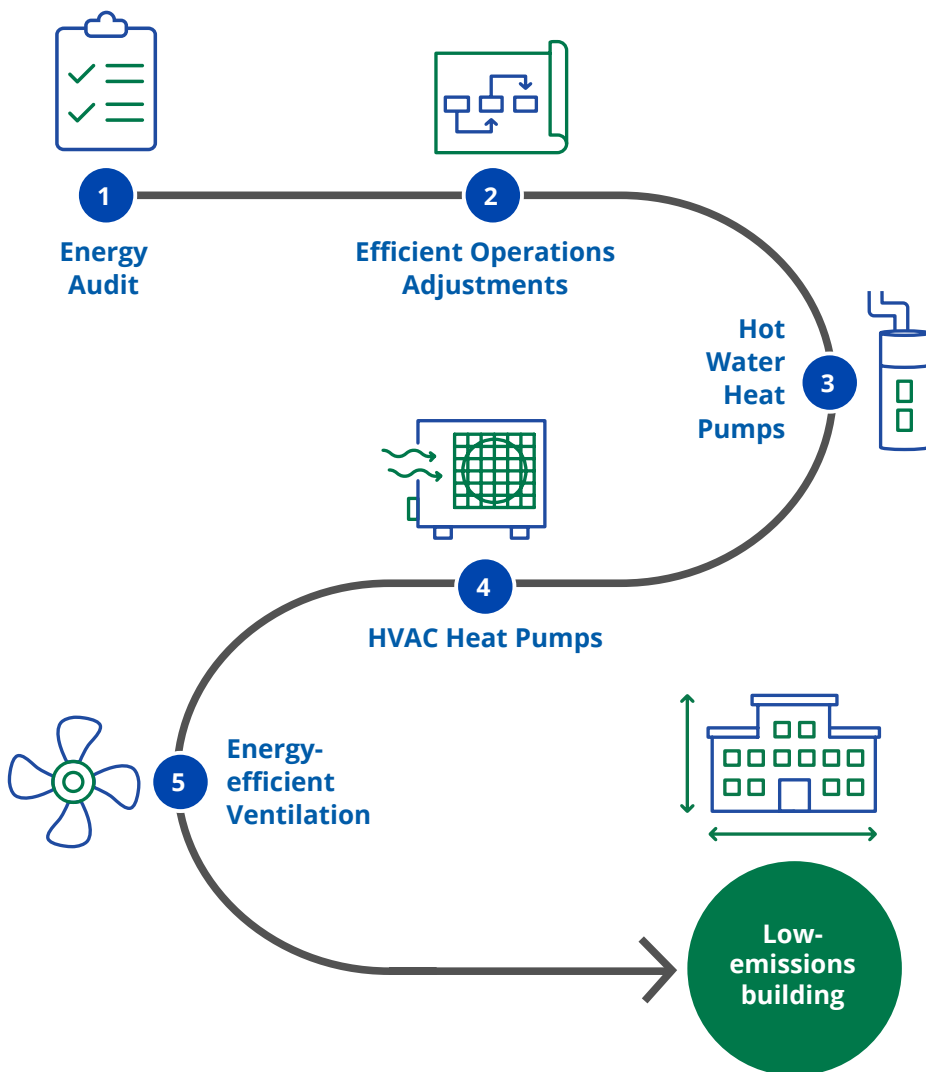 1
Energy
Audit
2
Efficient Operations
Adjustments
Hot
Water
Heat
Pumps
3
4
HVAC Heat Pumps
5
Energy-
efficient
Ventilation
Low-
emissions
building